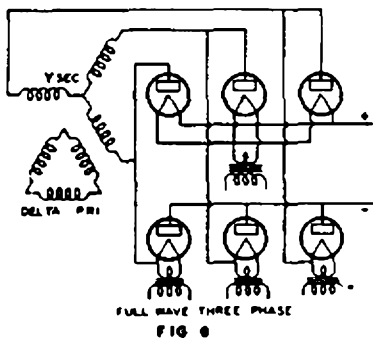 Y SEC
+
DELTA PRI
-
FULL WAVE THREE PHASE
FIG 6